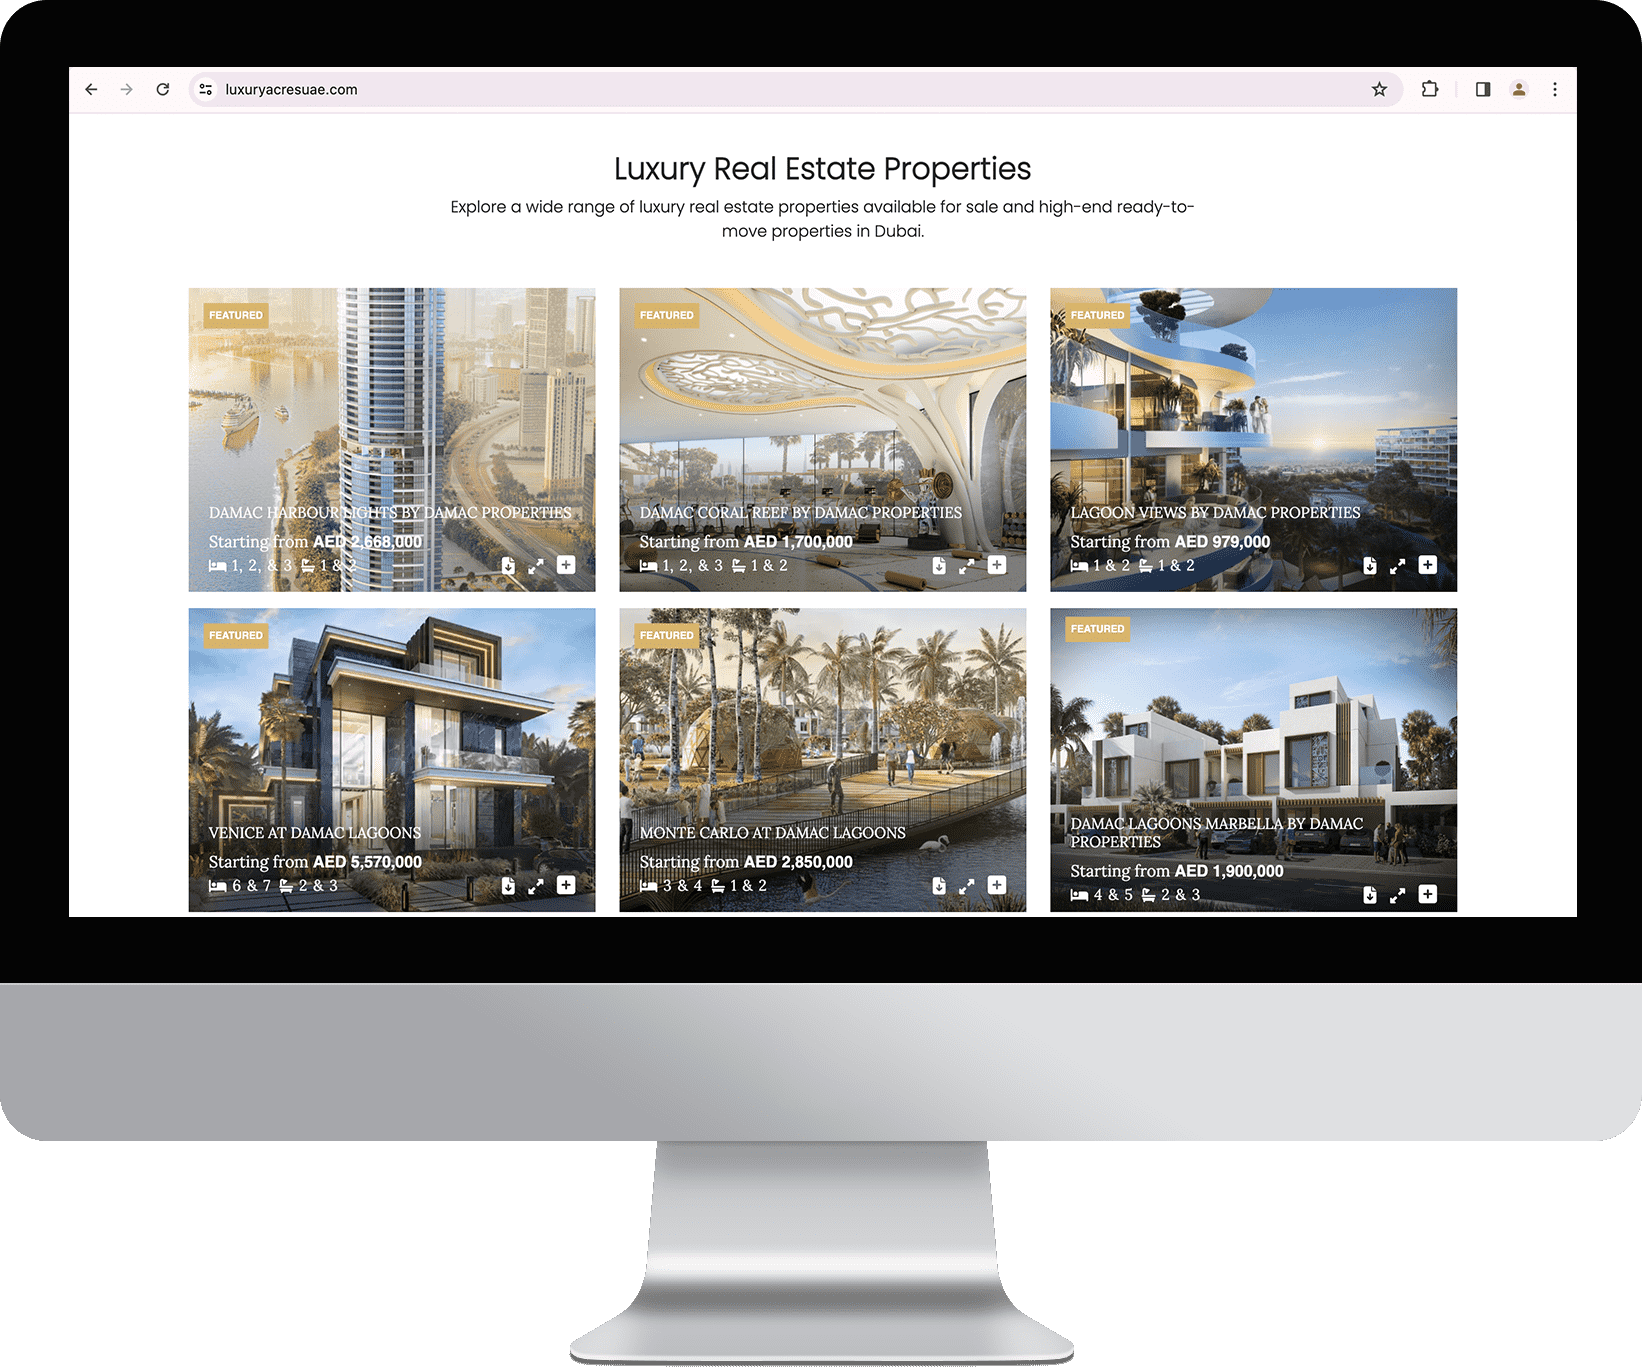 luxuryacresuae.com
Luxury Real Estate Properties
Explore a wide range of luxury real estate properties available for sale and high-end ready-to-
move properties in Dubai.
FEATURED
DAMAC HARBOUR LIGHTS BY DAMAC PROPERTIES
Starting from AED 2,668,000
1, 2, & 3 1 & 2
FEATURED
DAMAC CORAL REEF BY DAMAC PROPERTIES
Starting from AED 1,700,000
1, 2, & 3 1 & 2
FEATURED
LAGOON VIEWS BY DAMAC PROPERTIES
Starting from AED 979,000
1 & 2 1 & 2
FEATURED
VENICE AT DAMAC LAGOONS
Starting from AED 5,570,000
6 & 7 2 & 3
FEATURED
MONTE CARLO AT DAMAC LAGOONS
Starting from AED 2,850,000
3 & 4 1 & 2
FEATURED
DAMAC LAGOONS MARBELLA BY DAMAC
PROPERTIES
Starting from AED 1,900,000
4 & 5 2 & 3